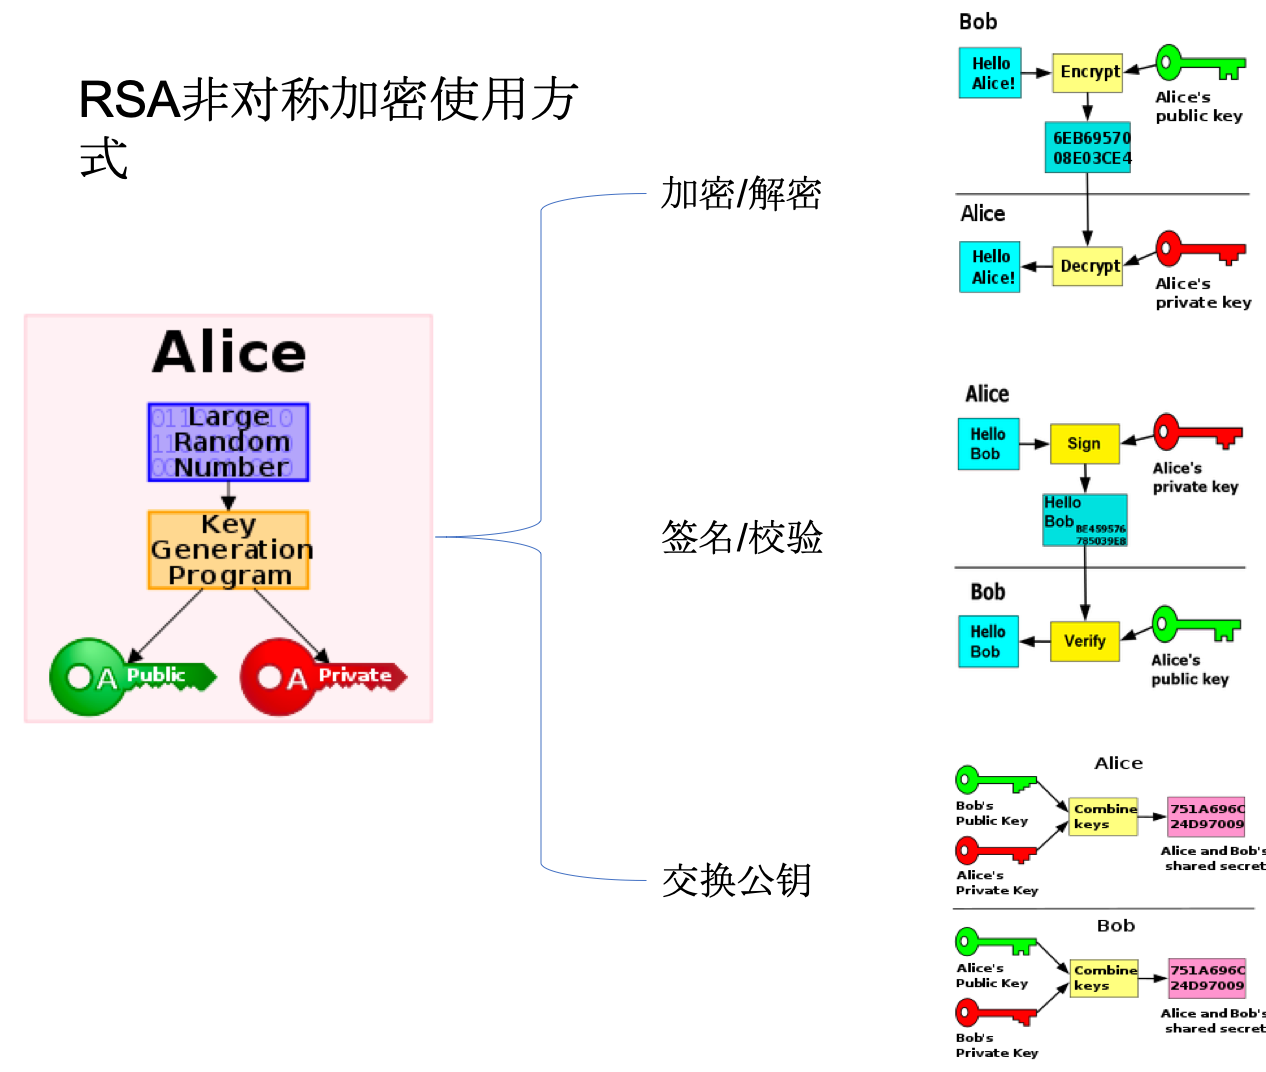 RSA非对称加密使用方
式
Alice
Large
Random
Number
Key
Generation
Program
A Public
A Private
加密/解密
签名/校验
交换公钥
Bob
Hello
Alice!
Encrypt
Alice's
public key
6EB69570
08E03CE4
Alice
Hello
Alice!
Decrypt
Alice's
private key
Alice
Hello
Bob
Sign
Alice's
private key
Hello
Bob
BE459576
785039E8
Bob
Hello
Bob
Verify
Alice's
public key
Alice
Bob's
Public Key
Combine
keys
751A696C
24D97009
Alice and Bob's
shared secret
Alice's
Private Key
Bob
Alice's
Public Key
Combine
keys
751A696C
24D97009
Alice and Bob's
shared secret
Bob's
Private Key